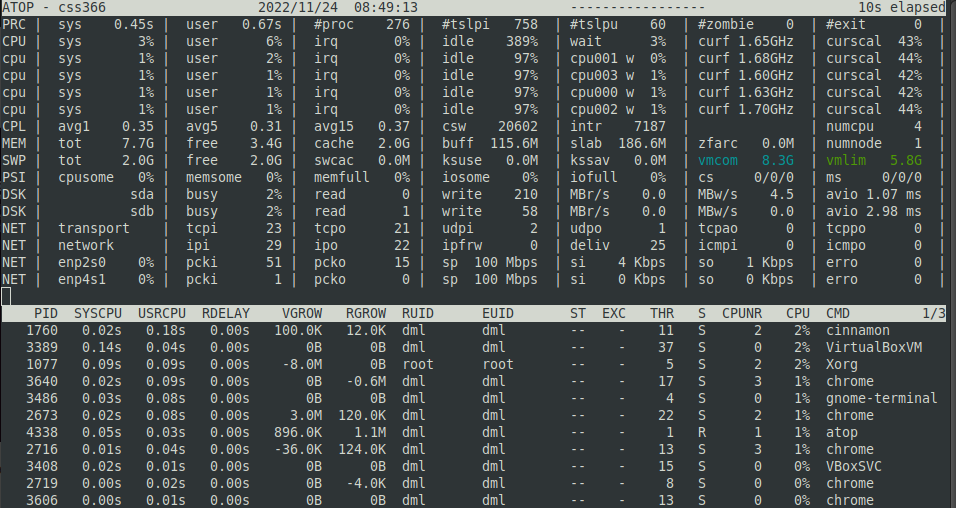 ATOP - css366 2022/11/24 08:49:13 ---------------- 10s elapsed
PRC | sys 0.45s | user 0.67s | #proc 276 | #tslpi 758 | #tslpu 60 | #zombie 0 | #exit 0 |
CPU | sys 3% | user 6% | irq 0% | idle 389% | wait 3% | curf 1.65GHz | curscal 43% |
cpu | sys 1% | user 2% | irq 0% | idle 97% | cpu001 w 0% | curf 1.68GHz | curscal 44% |
cpu | sys 1% | user 1% | irq 0% | idle 97% | cpu003 w 1% | curf 1.60GHz | curscal 42% |
cpu | sys 1% | user 1% | irq 0% | idle 97% | cpu000 w 1% | curf 1.63GHz | curscal 42% |
cpu | sys 1% | user 1% | irq 0% | idle 97% | cpu002 w 1% | curf 1.70GHz | curscal 44% |
CPL | avg1 0.35 | avg5 0.31 | avg15 0.37 | csw 20602 | intr 7187 | | numcpu 4 |
MEM | tot 7.7G | free 3.4G | cache 2.0G | buff 115.6M | slab 186.6M | zfarc 0.0M | numnode 1 |
SWP | tot 2.0G | free 2.0G | swcac 0.0M | ksuse 0.0M | kssav 0.0M | vmcom 8.3G | vmlim 5.8G |
PSI | cpusome 0% | memsome 0% | memfull 0% | iosome 0% | iofull 0% | cs 0/0/0 | ms 0/0/0 |
DSK | sda | busy 2% | read 0 | write 210 | MBr/s 0.0 | MBw/s 4.5 | avio 1.07 ms |
DSK | sdb | busy 2% | read 1 | write 58 | MBr/s 0.0 | MBw/s 0.0 | avio 2.98 ms |
NET | transport | tcpi 23 | tcpo 21 | udpi 2 | udpo 1 | tcpao 0 | tcppo 0 |
NET | network | ipi 29 | ipo 22 | ipfrw 0 | deliv 25 | icmpi 0 | icmpo 0 |
NET | enp2s0 0% | pcki 51 | pcko 15 | sp 100 Mbps | si 4 Kbps | so 1 Kbps | erro 0 |
NET | enp4s1 0% | pcki 1 | pcko 0 | sp 100 Mbps | si 0 Kbps | so 0 Kbps | erro 0 |
PID SYSCPU USRCPU RDELAY VGROW RGROW RUID EUID ST EXC THR S CPUNR CPU CMD 1/3
1760 0.02s 0.18s 0.00s 100.0K 12.0K dml dml -- - 11 S 2 2% cinnamon
3389 0.14s 0.04s 0.00s 0B 0B dml dml -- - 37 S 0 2% VirtualBoxVM
1077 0.09s 0.09s 0.00s -8.0M 0B root root -- - 5 S 2 2% Xorg
3640 0.02s 0.09s 0.00s 0B -0.6M dml dml -- - 17 S 3 1% chrome
3486 0.03s 0.08s 0.00s 0B 0B dml dml -- - 4 S 0 1% gnome-terminal
2673 0.02s 0.08s 0.00s 3.0M 120.0K dml dml -- - 22 S 2 1% chrome
4338 0.05s 0.03s 0.00s 896.0K 1.1M dml dml -- - 1 R 1 1% atop
2716 0.01s 0.04s 0.00s -36.0K 124.0K dml dml -- - 13 S 3 1% chrome
3408 0.02s 0.01s 0.00s 0B 0B dml dml -- - 15 S 0 0% VBoxSVC
2719 0.00s 0.02s 0.00s 0B -4.0K dml dml -- - 8 S 0 0% chrome
3606 0.00s 0.01s 0.00s 0B 0B dml dml -- - 13 S 0 0% chrome